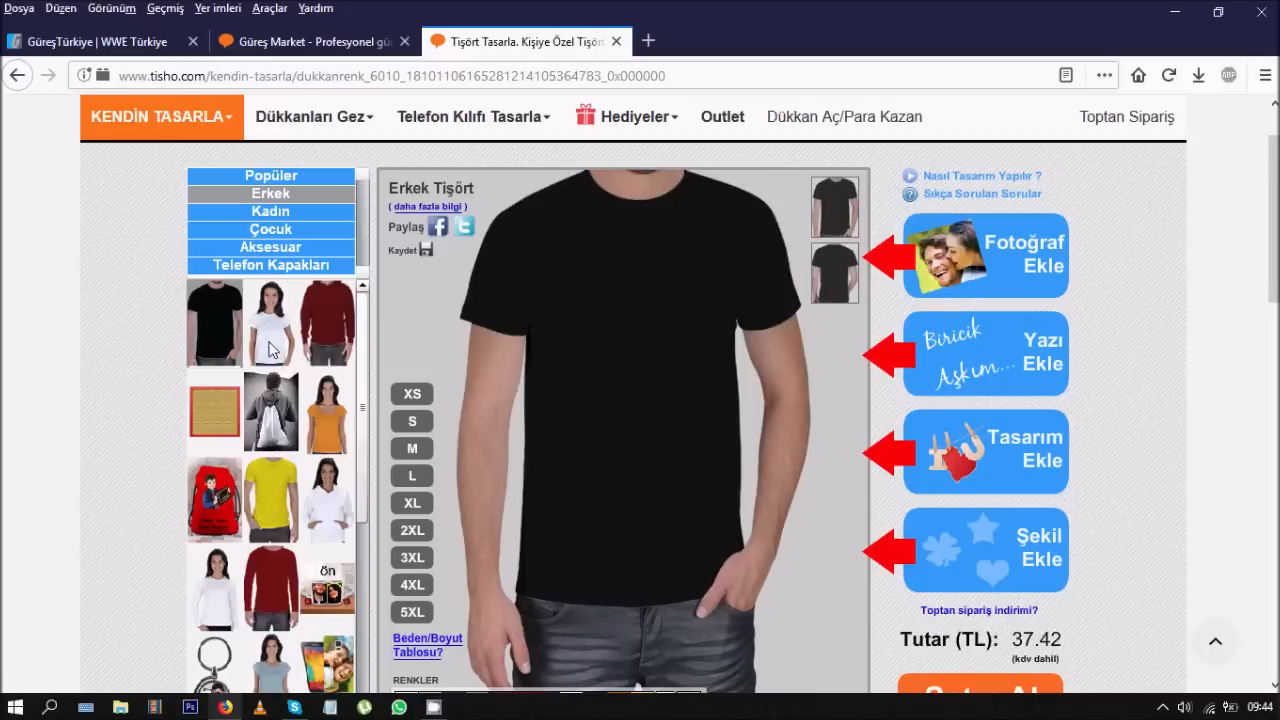 Dosya Düzen Görünüm Geçmiş Yer imleri Araçlar Yardım
GüreşTürkiye | WWE Türkiye
Güreş Market - Profesyonel gü
Tişört Tasarla. Kişiye Özel Tişört
www.tisho.com/kendin-tasarla/dukkanrenk_6010_18101106165281214105304783_0x000000
ABP
KENDİN TASARLA
Dükkanları Gez
Telefon Kılıfı Tasarla
Hediyeler
Outlet
Dükkan Aç/Para Kazan
Toptan Sipariş
Popüler
Erkek
Kadın
Çocuk
Aksesuar
Telefon Kapakları
ön
Erkek Tişört
( daha fazla bilgi )
Paylaş
Kaydet
XS
S
M
L
XL
2XL
3XL
4XL
5XL
Beden/Boyut
Tablosu?
RENKLER
Nasıl Tasarım Yapılır ?
Sıkça Sorulan Sorular
Fotoğraf
Ekle
Biricik
Aşkım...
Yazı
Ekle
I U
Tasarım
Ekle
Şekil
Ekle
Toptan sipariş indirimi?
Tutar (TL): 37.42
(kdv dahil)
09:44